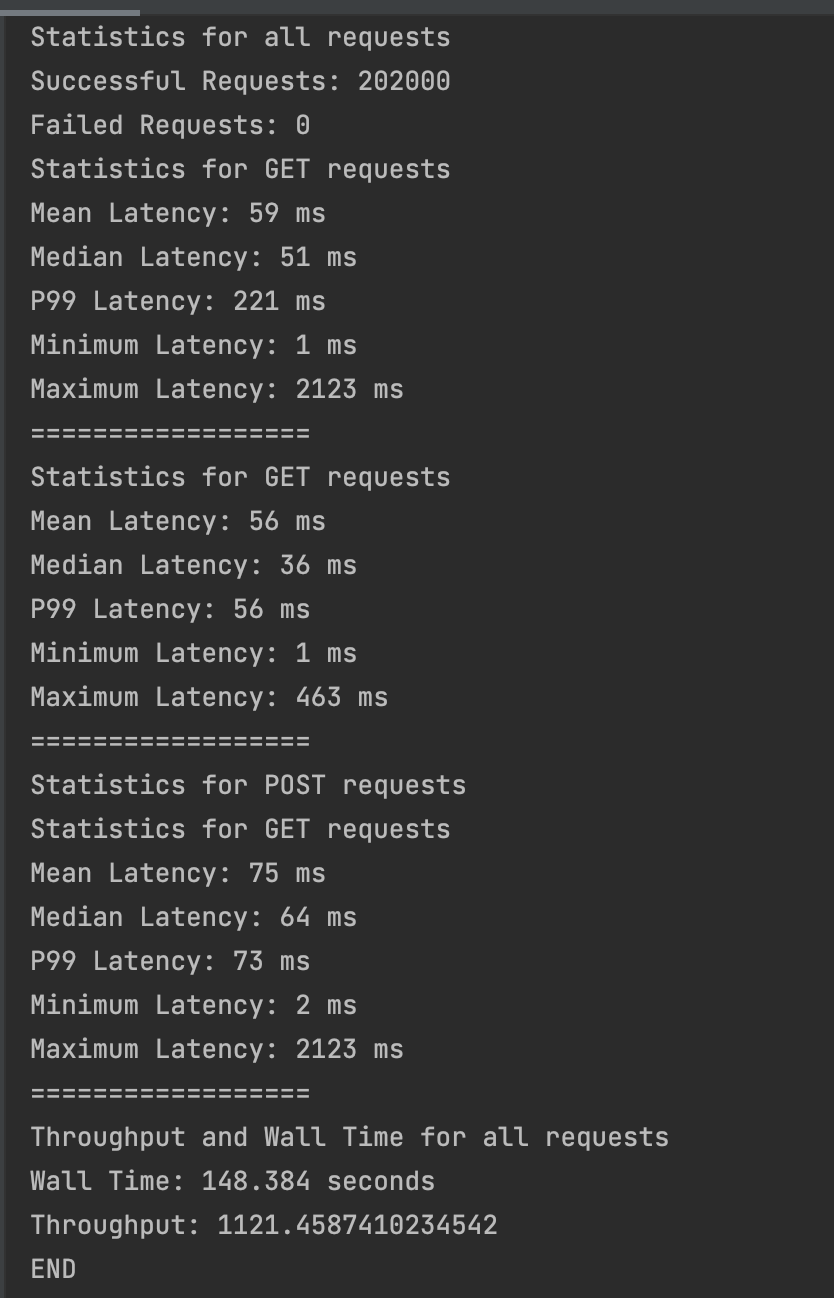 Statistics for all requests
Successful Requests: 202000
Failed Requests: 0
Statistics for GET requests
Mean Latency: 59 ms
Median Latency: 51 ms
P99 Latency: 221 ms
Minimum Latency: 1 ms
Maximum Latency: 2123 ms
==================
Statistics for GET requests
Mean Latency: 56 ms
Median Latency: 36 ms
P99 Latency: 56 ms
Minimum Latency: 1 ms
Maximum Latency: 463 ms
==================
Statistics for POST requests
Statistics for GET requests
Mean Latency: 75 ms
Median Latency: 64 ms
P99 Latency: 73 ms
Minimum Latency: 2 ms
Maximum Latency: 2123 ms
==================
Throughput and Wall Time for all requests
Wall Time: 148.384 seconds
Throughput: 1121.4587410234542
END